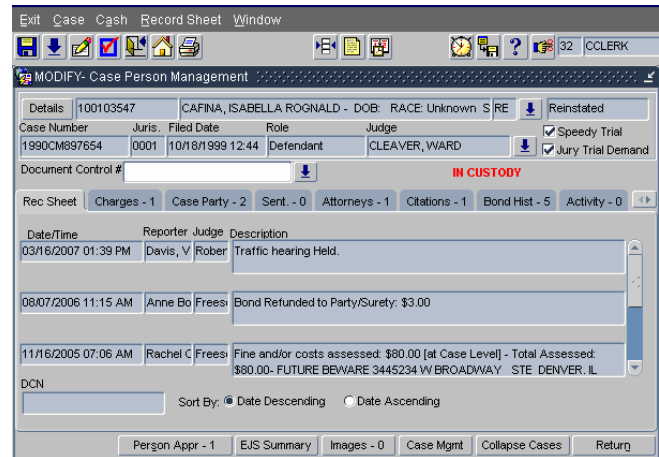 Exit Case Cash Record Sheet Window
? 32 CCLERK
MODIFY- Case Person Management
Details 100103547 CAFINA, ISABELLA ROGNALD - DOB: RACE: Unknown S RE Reinstated
Case Number Juris. Filed Date Role Judge Speedy Trial
1990CM897654 0001 10/18/1999 12:44 Defendant CLEAVER, WARD Jury Trial Demand
Document Control # IN CUSTODY
Rec Sheet Charges - 1 Case Party - 2 Sent. - 0 Attorneys - 1 Citations - 1 Bond Hist - 5 Activity - 0
Date/Time Reporter Judge Description
03/16/2007 01:39 PM Davis, V Rober Traffic hearing Held.
08/07/2006 11:15 AM Anne Bo Frees Bond Refunded to Party/Surety: $3.00
11/16/2005 07:06 AM Rachel C Frees Fine and/or costs assessed: $80.00 [at Case Level] - Total Assessed:
$80.00- FUTURE BEWARE 3445234 W BROADWAY STE DENVER. IL
DCN
Sort By: Date Descending Date Ascending
Person Appr - 1 EJS Summary Images - 0 Case Mgmt Collapse Cases Return